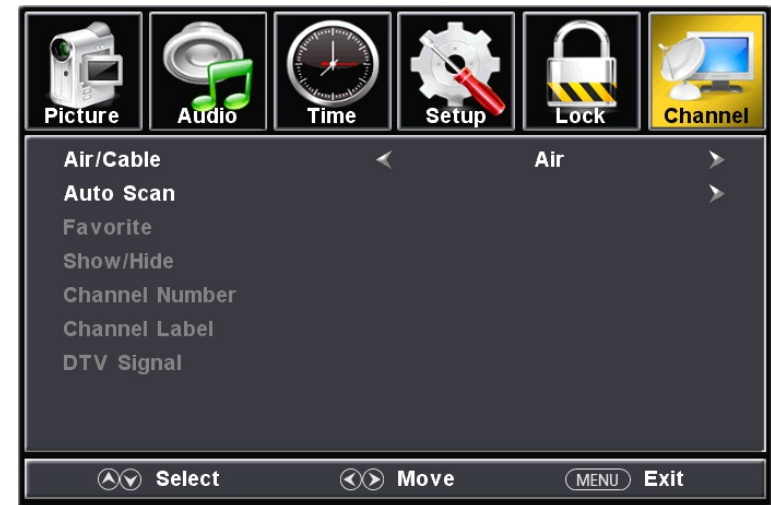 Picture Audio Time Setup Lock Channel
Air/Cable Air
Auto Scan
Favorite
Show/Hide
Channel Number
Channel Label
DTV Signal
Select Move MENU Exit